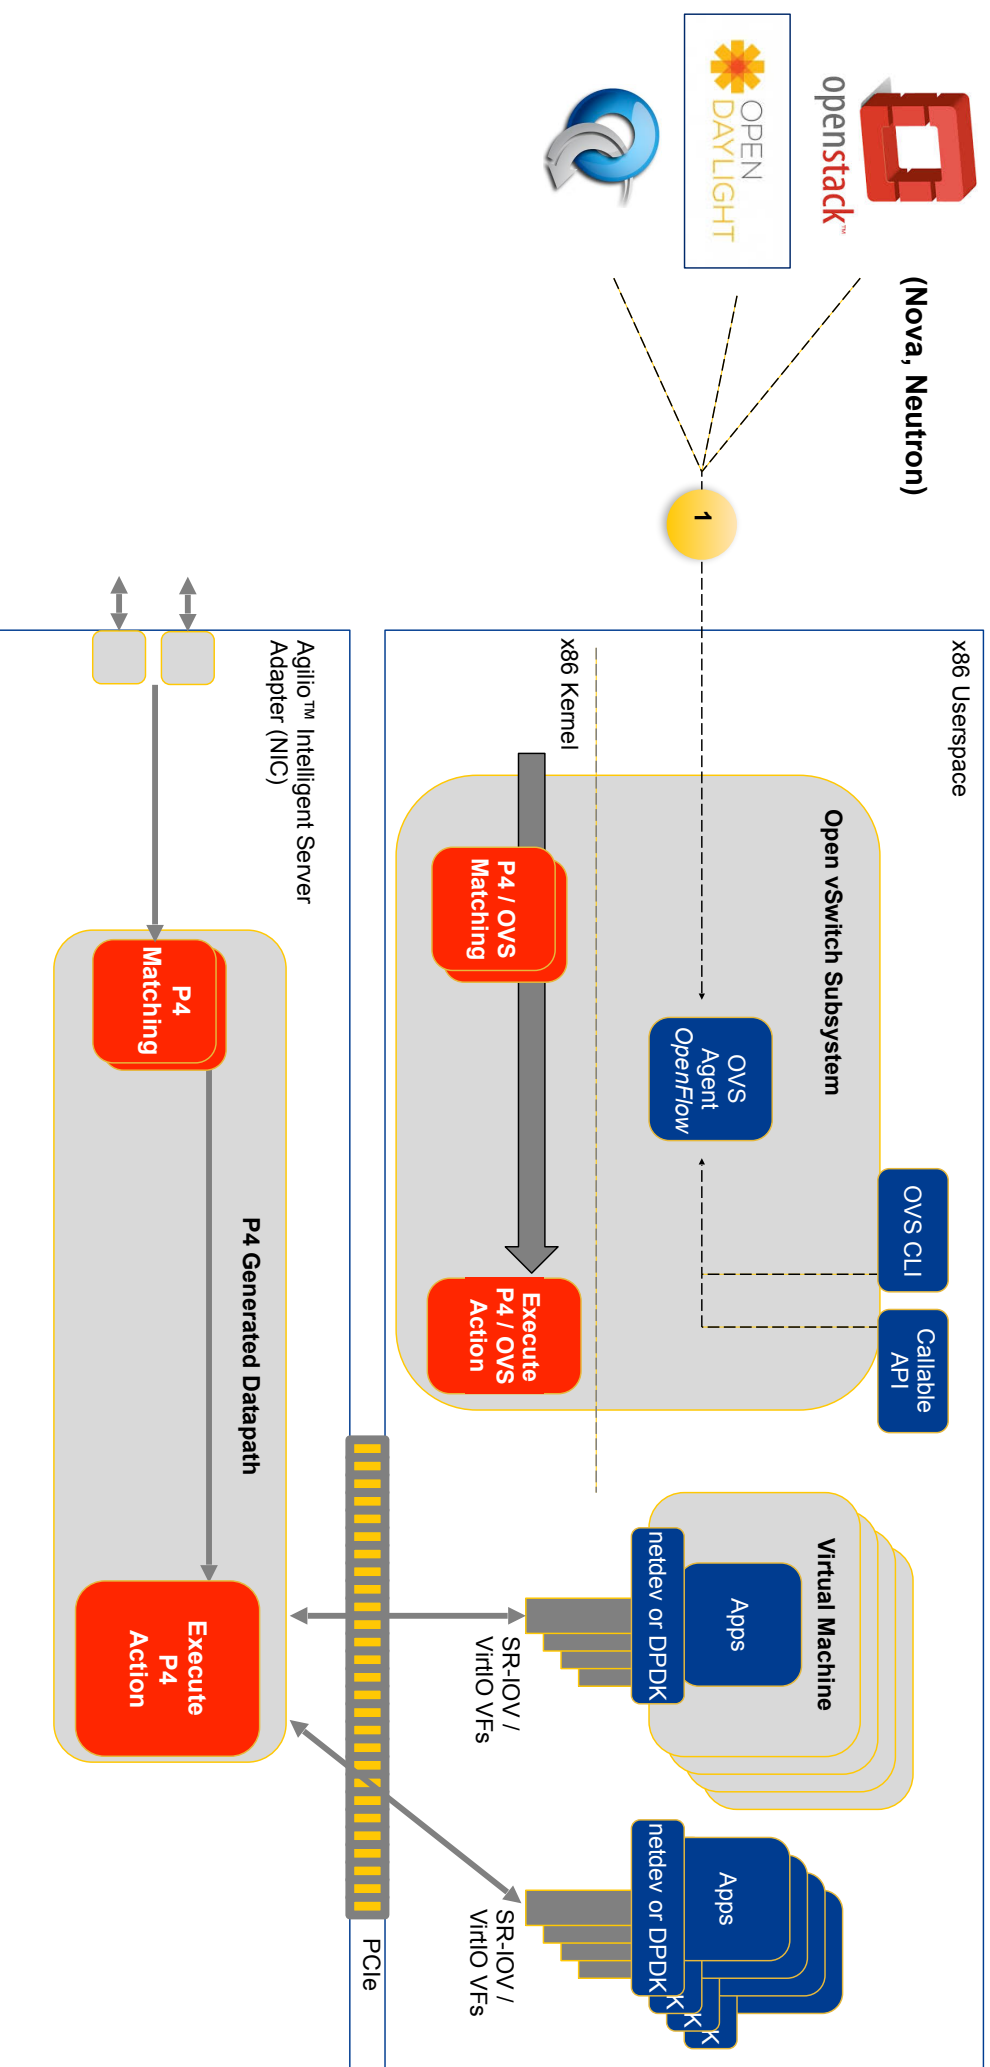 openstack™
(Nova, Neutron)
OPEN
DAYLIGHT
1
x86 Userspace
Open vSwitch Subsystem
OVS CLI
Callable
API
OVS
Agent
OpenFlow
x86 Kernel
P4 / OVS
Matching
Execute
P4 / OVS
Action
Virtual Machine
Apps
netdev or DPDK
SR-IOV /
VirtIO VFs
Apps
netdev or DPDK
K
K
K
SR-IOV /
VirtIO VFs
PCIe
Agilio™ Intelligent Server
Adapter (NIC)
P4 Generated Datapath
P4
Matching
Execute
P4
Action